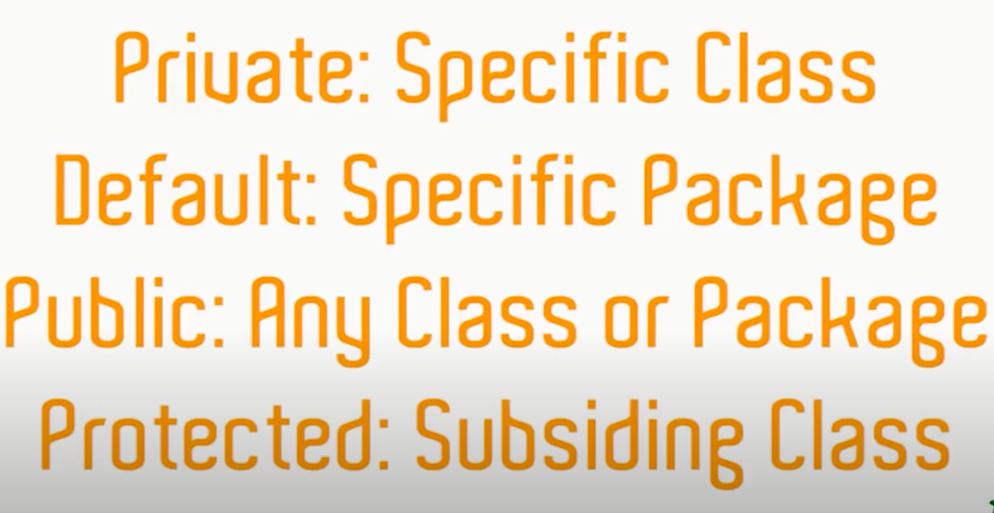 Private: Specific Class
Default: Specific Package
Public: Any Class or Package
Protected: Subsiding Class